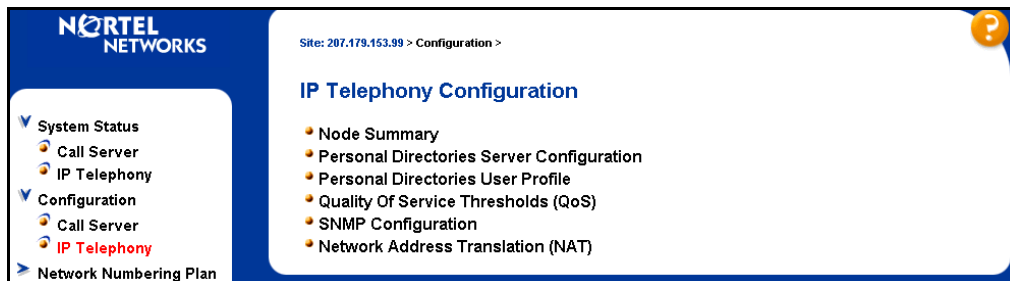 NORTEL
NETWORKS
System Status
Call Server
IP Telephony
Configuration
Call Server
IP Telephony
Network Numbering Plan
Site: 207.179.153.99 > Configuration >
?
IP Telephony Configuration
Node Summary
Personal Directories Server Configuration
Personal Directories User Profile
Quality Of Service Thresholds (QoS)
SNMP Configuration
Network Address Translation (NAT)